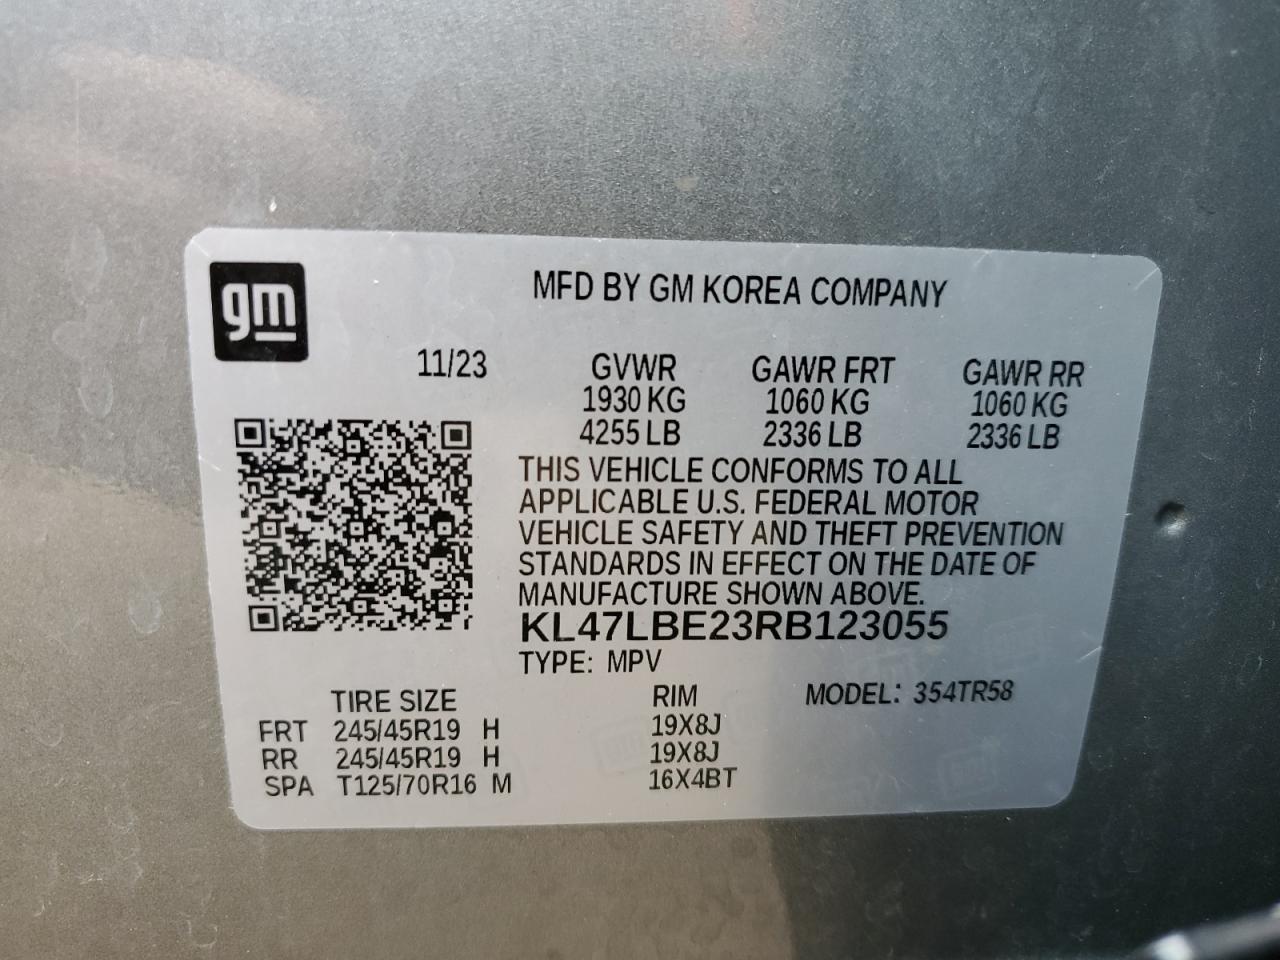 gm
MFD BY GM KOREA COMPANY
11/23 GVWR GAWR FRT GAWR RR
1930 KG 1060 KG 1060 KG
4255 LB 2336 LB 2336 LB
THIS VEHICLE CONFORMS TO ALL
APPLICABLE U.S. FEDERAL MOTOR
VEHICLE SAFETY AND THEFT PREVENTION
STANDARDS IN EFFECT ON THE DATE OF
MANUFACTURE SHOWN ABOVE.
KL47LBE23RB123055
TYPE: MPV
TIRE SIZE RIM MODEL: 354TR58
FRT 245/45R19 H 19X8J
RR 245/45R19 H 19X8J
SPA T125/70R16 M 16X4BT